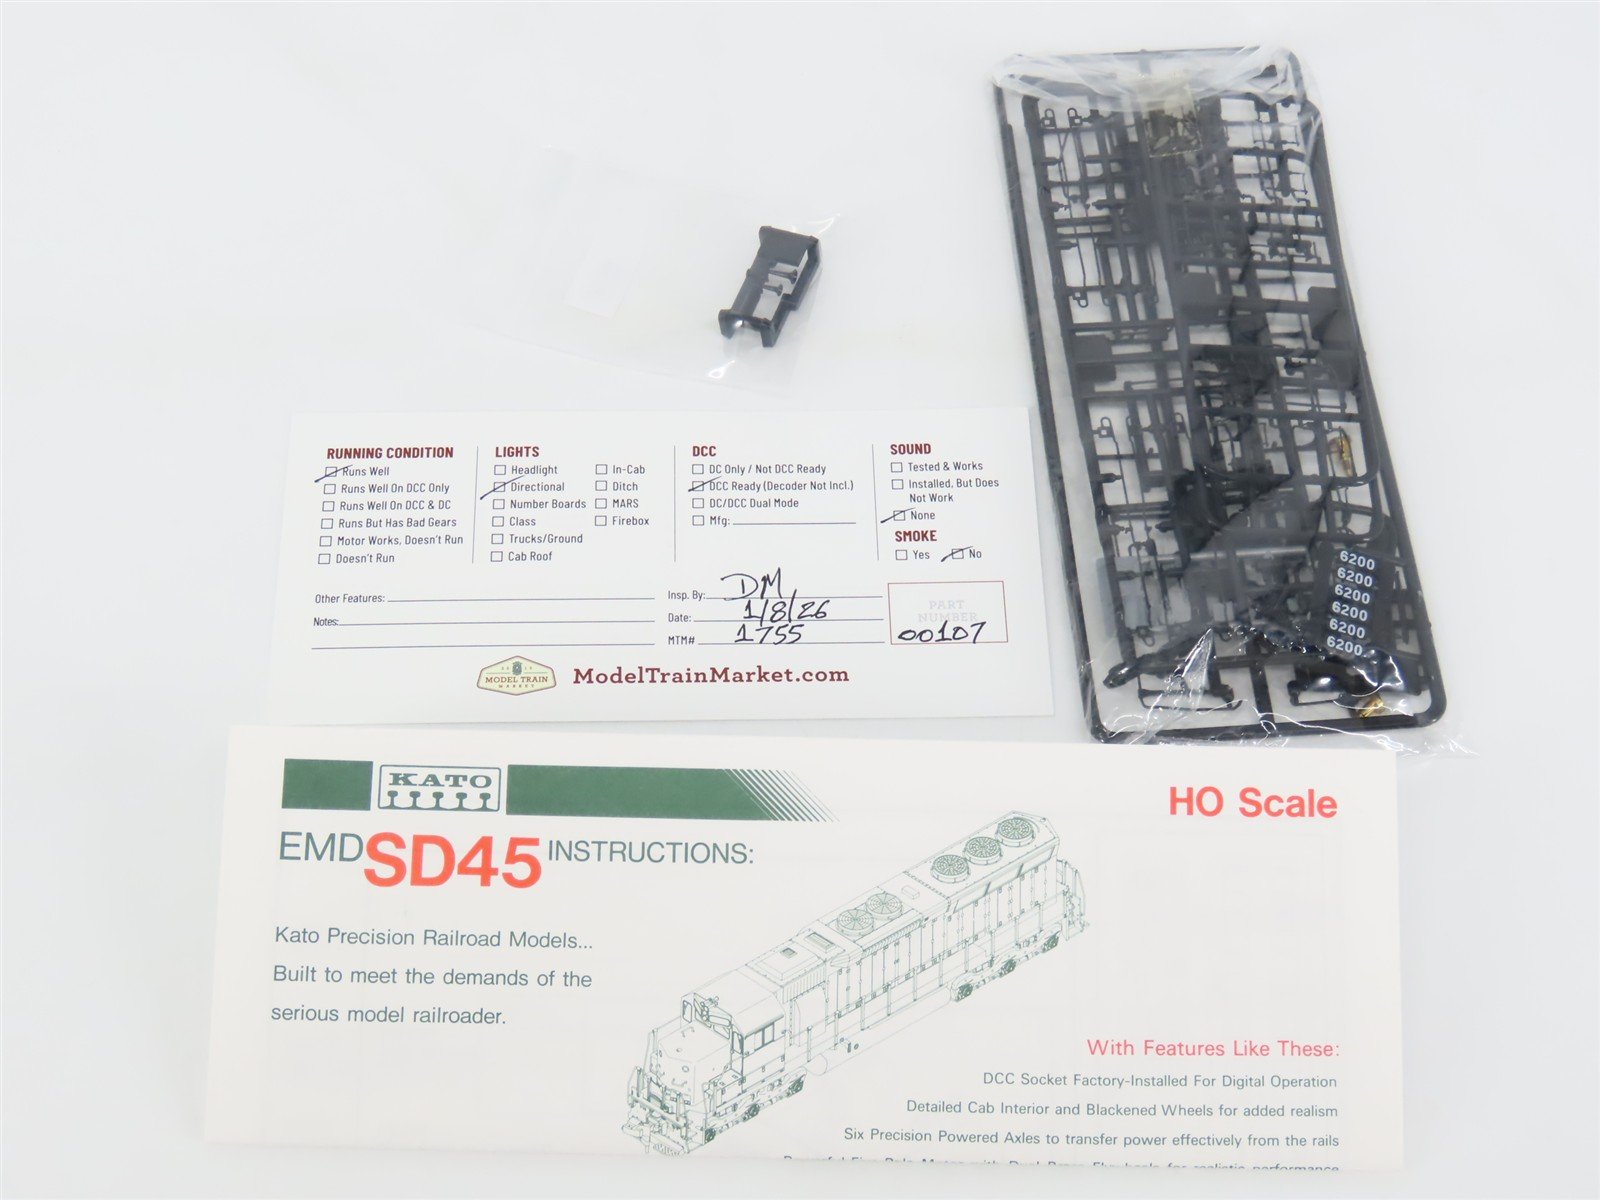 RUNNING CONDITION
Runs Well
Runs Well On DCC Only
Runs Well On DCC & DC
Runs But Has Bad Gears
Motor Works, Doesn't Run
Doesn't Run
LIGHTS
Headlight
Directional
Number Boards
Class
Trucks/Ground
Cab Roof
In-Cab
Ditch
MARS
Firebox
DCC
DC Only / Not DCC Ready
DCC Ready (Decoder Not Incl.)
DC/DCC Dual Mode
Mfg:
SOUND
Tested & Works
Installed, But Does
Not Work
None
SMOKE
Yes No
Other Features:
Notes:
Insp. By: DM
Date: 1/8/26
MTM# 1755
PART
NUMBER
00107
MODEL TRAIN
MARKET
ModelTrainMarket.com
6200
6200
6200
6200
6200
6200
KATO
HO Scale
EMD SD45 INSTRUCTIONS:
Kato Precision Railroad Models...
Built to meet the demands of the
serious model railroader.
With Features Like These:
DCC Socket Factory-Installed For Digital Operation
Detailed Cab Interior and Blackened Wheels for added realism
Six Precision Powered Axles to transfer power effectively from the rails